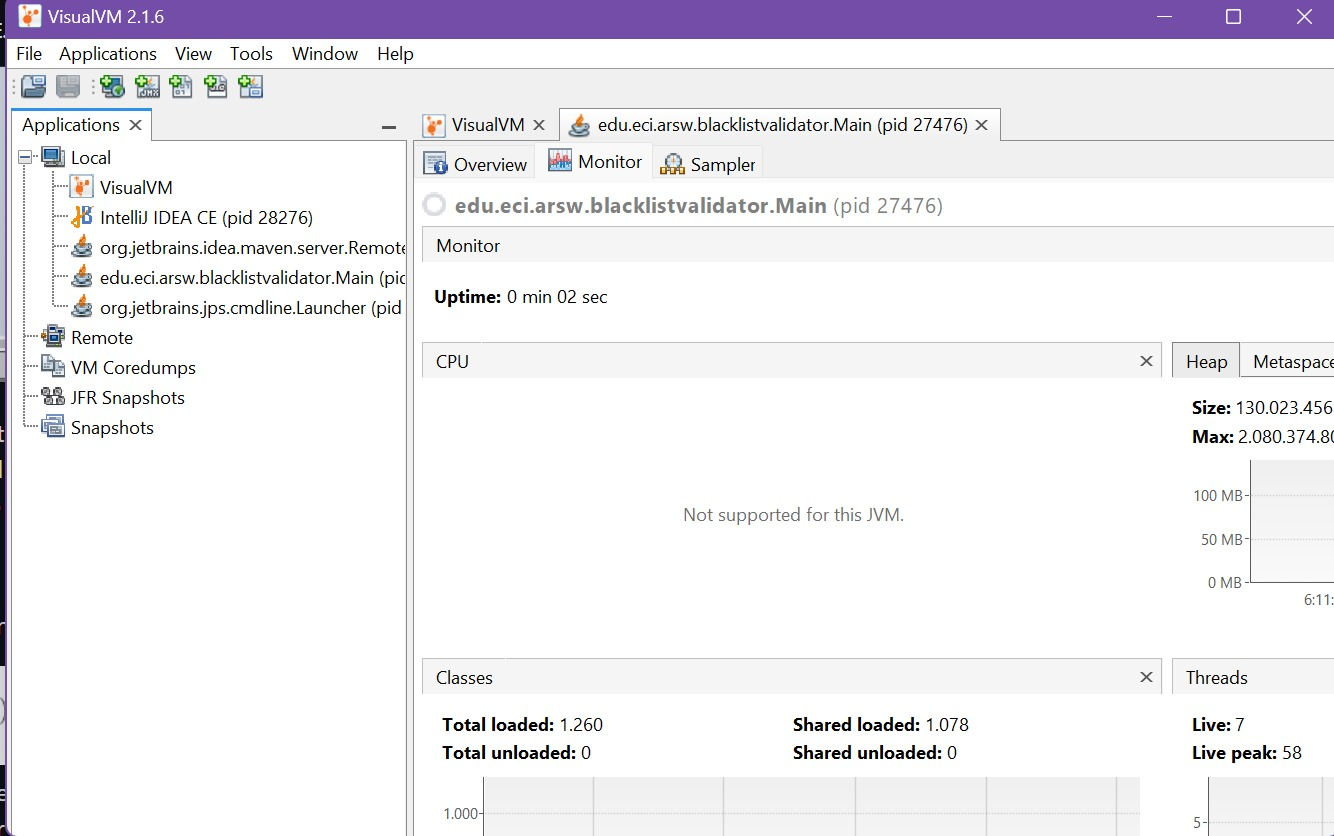 VisualVM 2.1.6
File Applications View Tools Window Help
Applications
Local
VisualVM
IntelliJ IDEA CE (pid 28276)
org.jetbrains.idea.maven.server.Remote
edu.eci.arsw.blacklistvalidator.Main (pid
org.jetbrains.jps.cmdline.Launcher (pid
Remote
VM Coredumps
JFR Snapshots
Snapshots
VisualVM
edu.eci.arsw.blacklistvalidator.Main (pid 27476)
Overview Monitor Sampler
edu.eci.arsw.blacklistvalidator.Main (pid 27476)
Monitor
Uptime: 0 min 02 sec
CPU
Not supported for this JVM.
Heap Metaspace
Size: 130.023.456
Max: 2.080.374.80
100 MB
50 MB
0 MB
6:11:
Classes
Total loaded: 1.260 Shared loaded: 1.078
Total unloaded: 0 Shared unloaded: 0
1.000
Threads
Live: 7
Live peak: 58
5